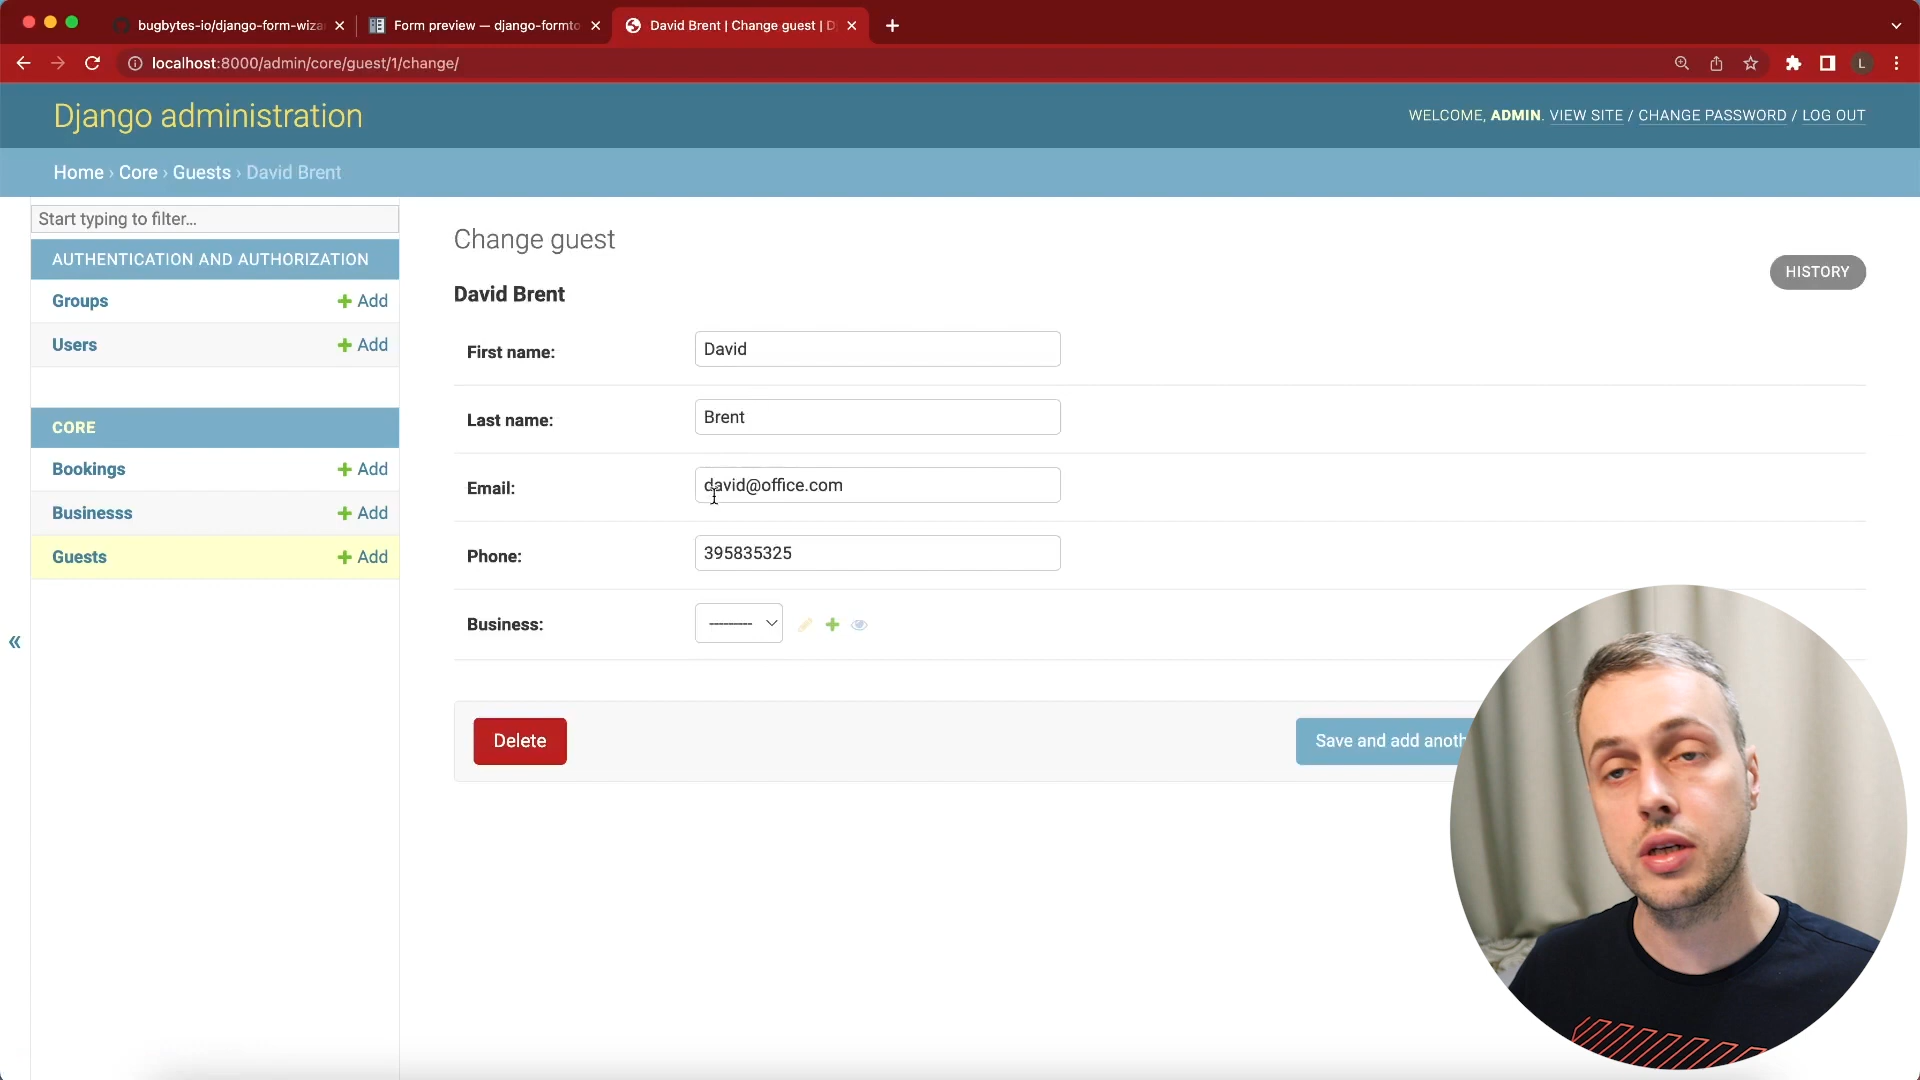 bugbytes-io/django-form-wiza
Form preview — django-formto
David Brent | Change guest | D
localhost:8000/admin/core/guest/1/change/
L
Django administration
WELCOME, ADMIN. VIEW SITE / CHANGE PASSWORD / LOG OUT
Home › Core › Guests › David Brent
Start typing to filter...
AUTHENTICATION AND AUTHORIZATION
Groups
Add
Users
Add
CORE
Bookings
Add
Businesss
Add
Guests
Add
Change guest
HISTORY
David Brent
First name:
David
Last name:
Brent
Email:
david@office.com
Phone:
395835325
Business:
---------
Delete
Save and add anoth